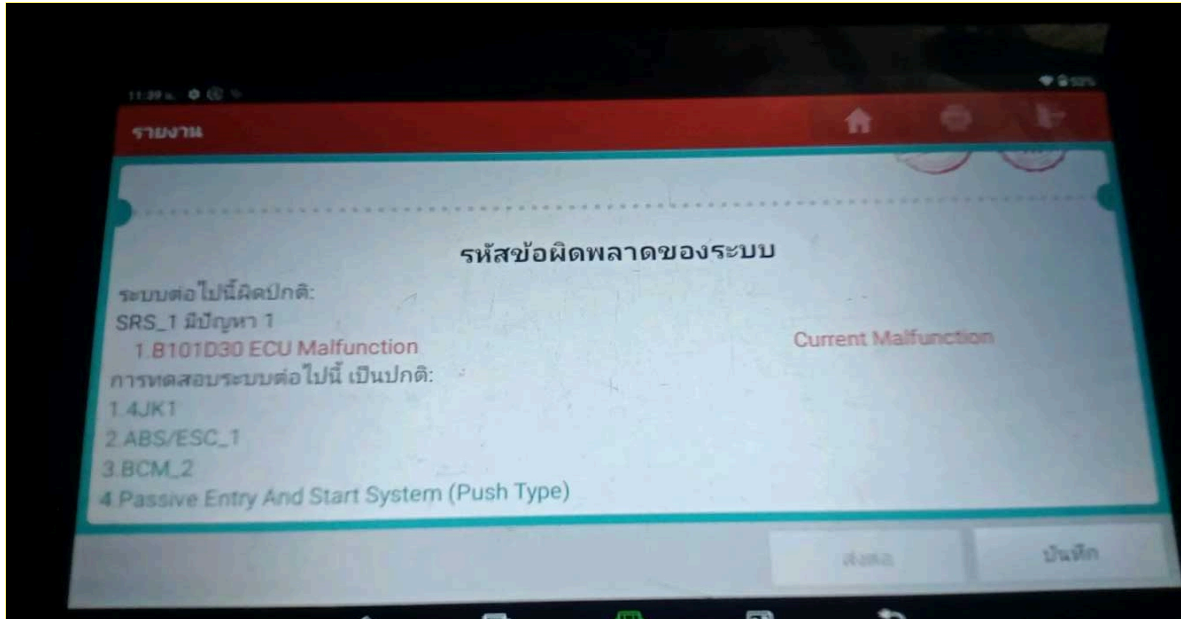 11:39 น.
53%
รายงาน
รหัสข้อผิดพลาดของระบบ
ระบบต่อไปนี้ผิดปกติ:
SRS_1 มีปัญหา 1
1.B101D30 ECU Malfunction Current Malfunction
การทดสอบระบบต่อไปนี้ เป็นปกติ:
1.4JK1
2.ABS/ESC_1
3.BCM_2
4.Passive Entry And Start System (Push Type)
บันทึก